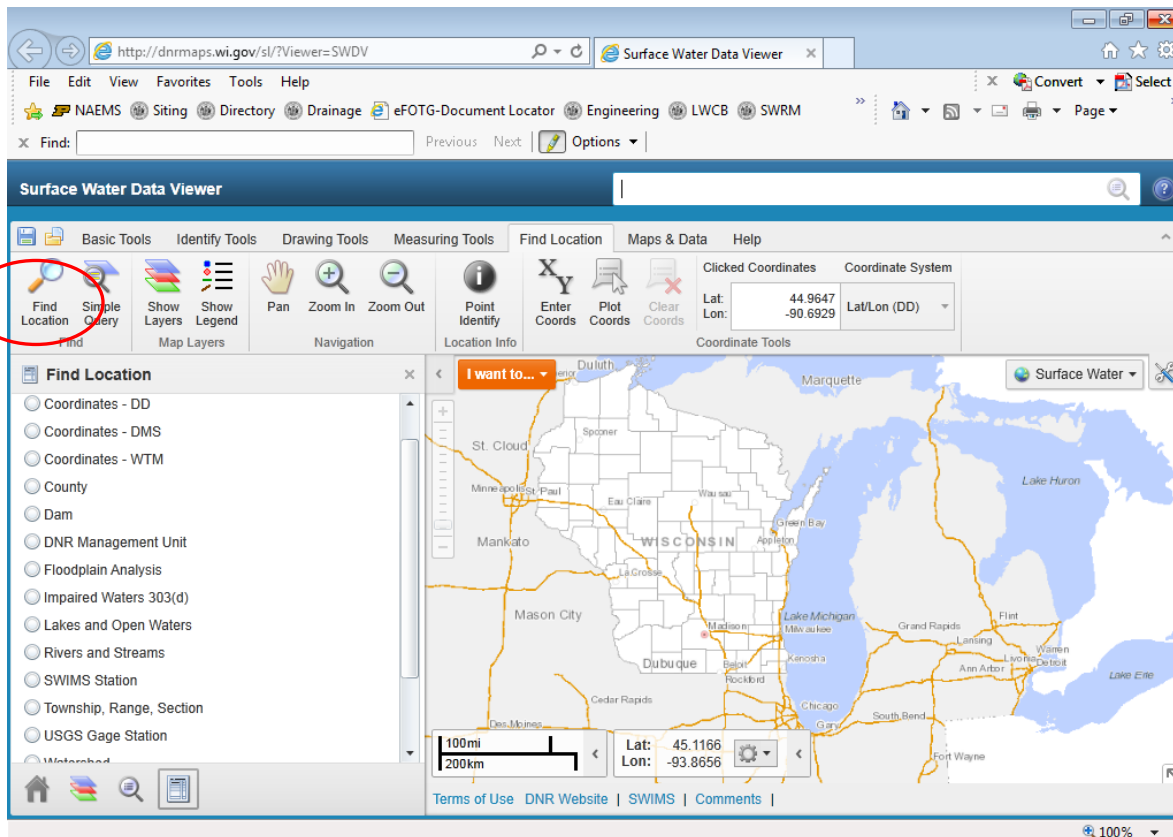 http://dnrmaps.wi.gov/sl/?Viewer=SWDV
Surface Water Data Viewer
File Edit View Favorites Tools Help
Convert
Select
NAEMS Siting Directory Drainage eFOTG-Document Locator Engineering LWCB SWRM
Page
x Find:
Previous Next
Options
Surface Water Data Viewer
Basic Tools Identify Tools Drawing Tools Measuring Tools Find Location Maps & Data Help
Find Location
Simple Query
Show Layers
Show Legend
Pan
Zoom In
Zoom Out
Point Identify
Enter Coords
Plot Coords
Clear Coords
Clicked Coordinates
Lat: 44.9647
Lon: -90.6929
Coordinate System
Lat/Lon (DD)
Find
Map Layers
Navigation
Location Info
Coordinate Tools
Find Location
Coordinates - DD
Coordinates - DMS
Coordinates - WTM
County
Dam
DNR Management Unit
Floodplain Analysis
Impaired Waters 303(d)
Lakes and Open Waters
Rivers and Streams
SWIMS Station
Township, Range, Section
USGS Gage Station
Watershed
I want to...
Surface Water
Duluth
Marquette
Spooner
St. Cloud
Lake Huron
Minneapolis
St. Paul
Eau Claire
Wausau
Green Bay
Mankato
WISCONSIN
Appleton
La Crosse
Mason City
Lake Michigan
Madison
Milwaukee
Grand Rapids
Flint
Lansing
Warren
Livonia
Detroit
Ann Arbor
Dubuque
Beloit
Kenosha
Rockford
Lake Erie
Cedar Rapids
Chicago
Gary
South Bend
Des Moines
Fort Wayne
100mi
200km
Lat: 45.1166
Lon: -93.8656
Terms of Use DNR Website | SWIMS | Comments |
100%